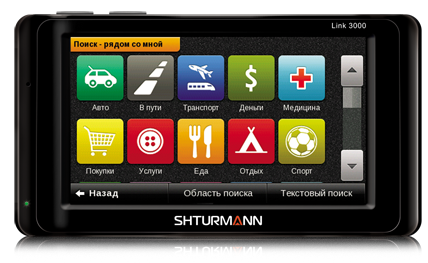 Link 3000
Поиск - рядом со мной
Авто В пути Транспорт Деньги Медицина
Покупки Услуги Еда Отдых Спорт
Назад Область поиска Текстовый поиск
SHTURMANN